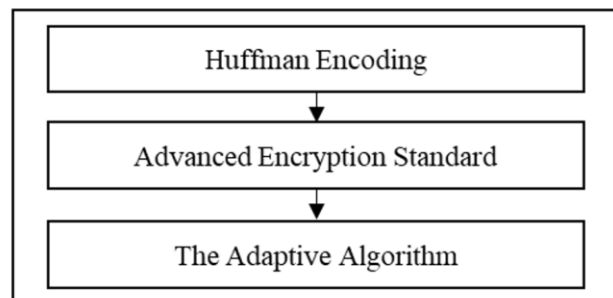 Huffman Encoding
Advanced Encryption Standard
The Adaptive Algorithm